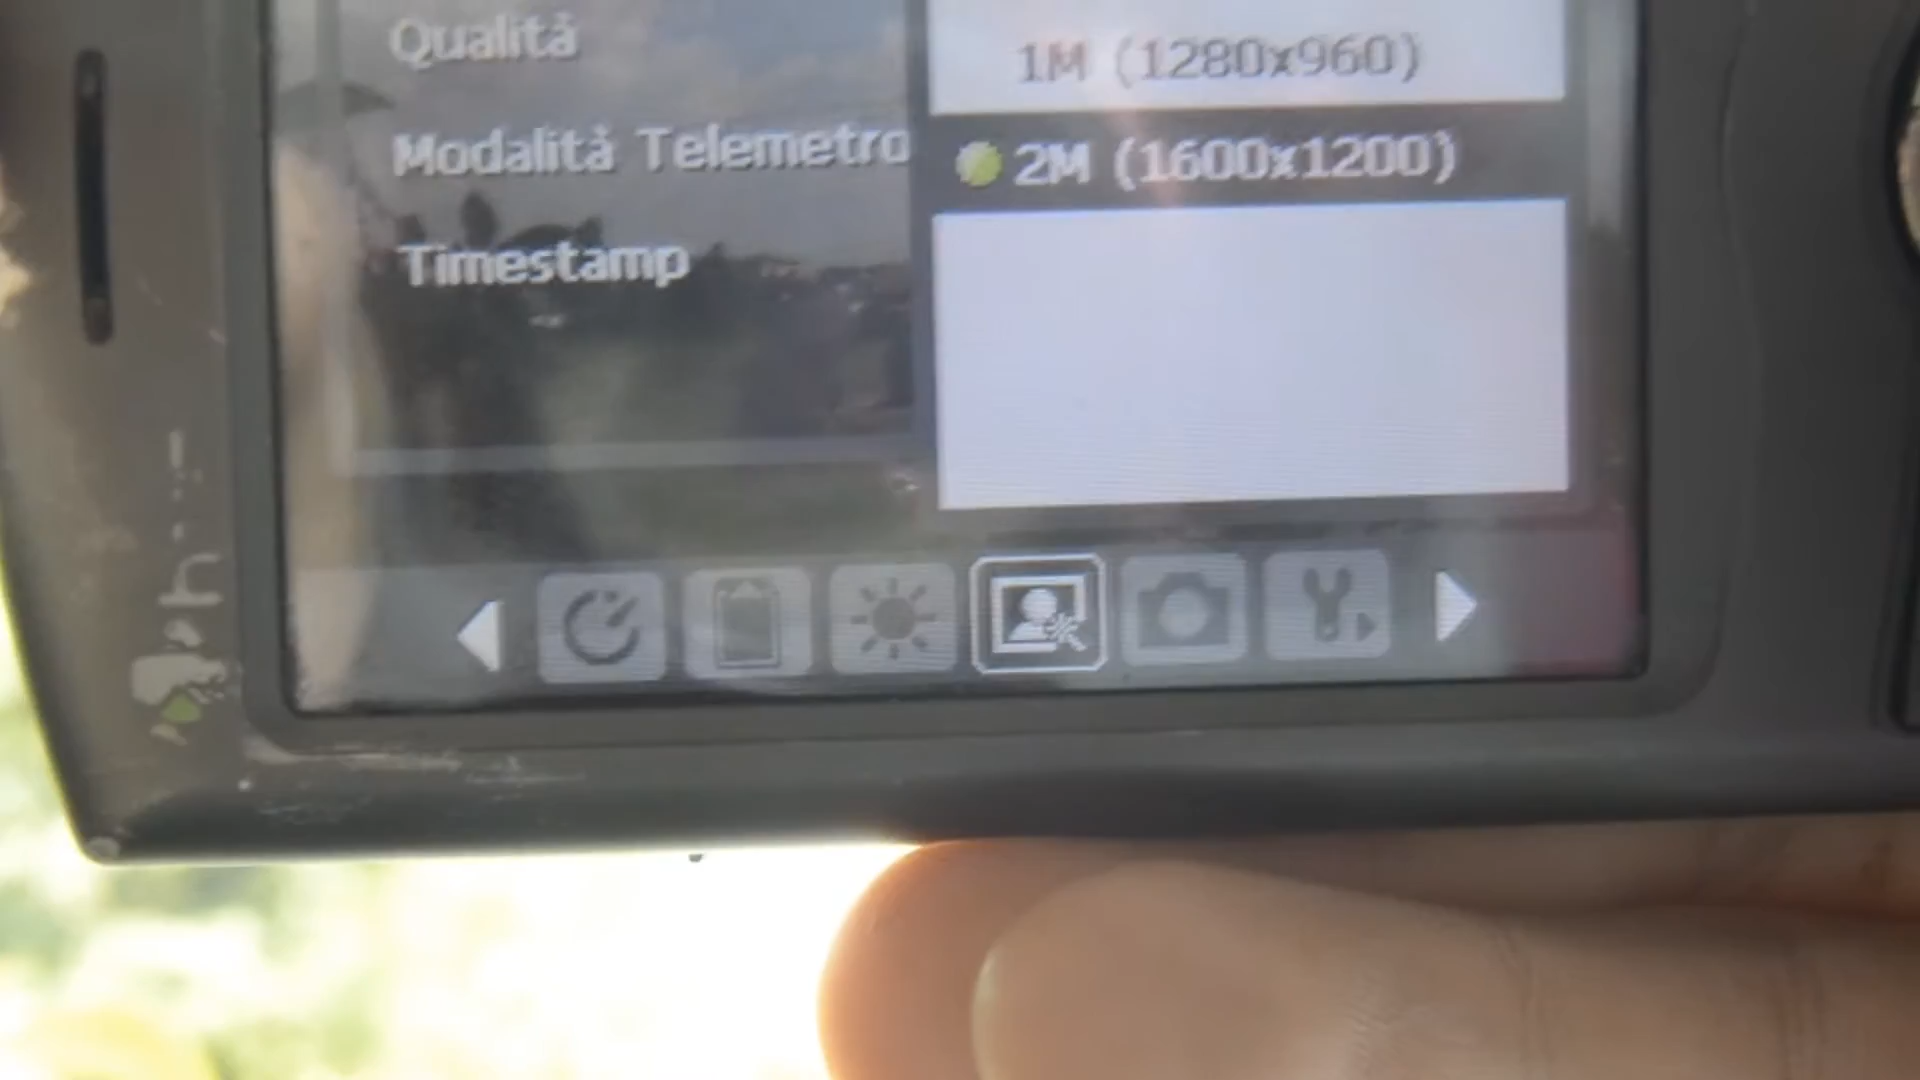 Qualità
1M (1280x960)
Modalità Telemetro
2M (1600x1200)
Timestamp